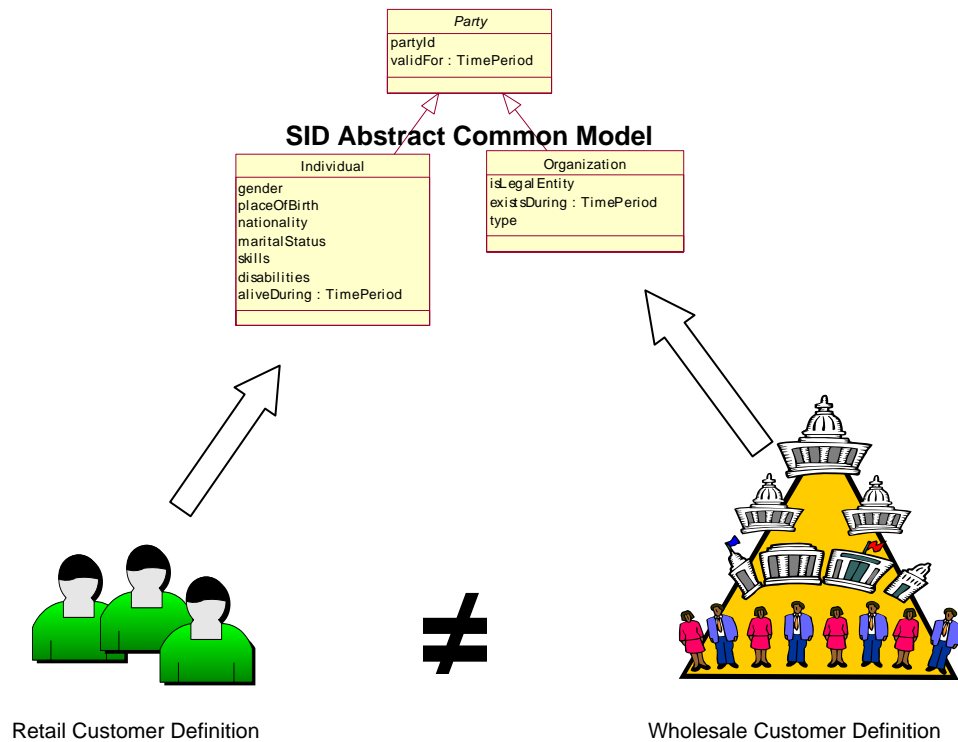 Party
partyId
validFor : TimePeriod
SID Abstract Common Model
Individual
gender
placeOfBirth
nationality
maritalStatus
skills
disabilities
aliveDuring : TimePeriod
Organization
isLegalEntity
existsDuring : TimePeriod
type
≠
Retail Customer Definition
Wholesale Customer Definition